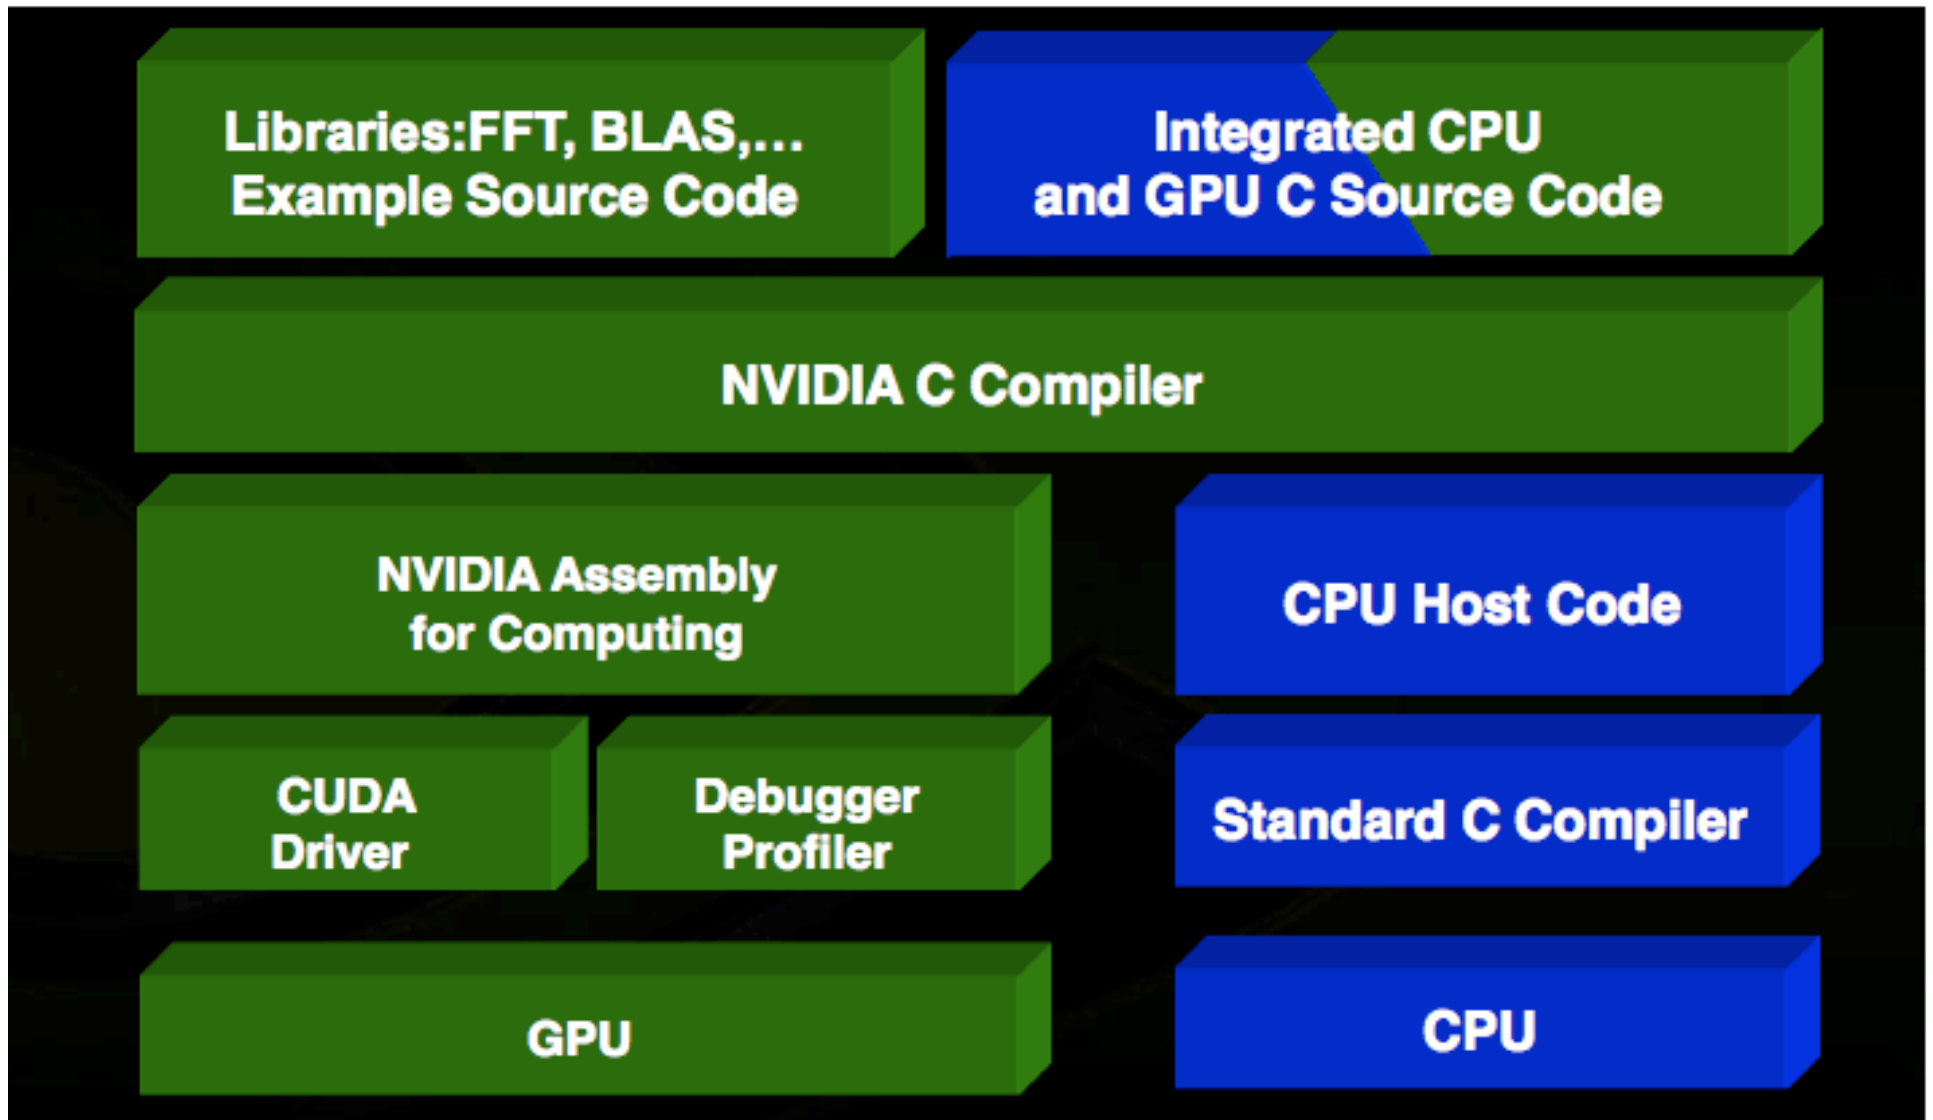 Libraries:FFT, BLAS,...
Example Source Code
Integrated CPU
and GPU C Source Code
NVIDIA C Compiler
NVIDIA Assembly
for Computing
CPU Host Code
CUDA
Driver
Debugger
Profiler
Standard C Compiler
GPU
CPU